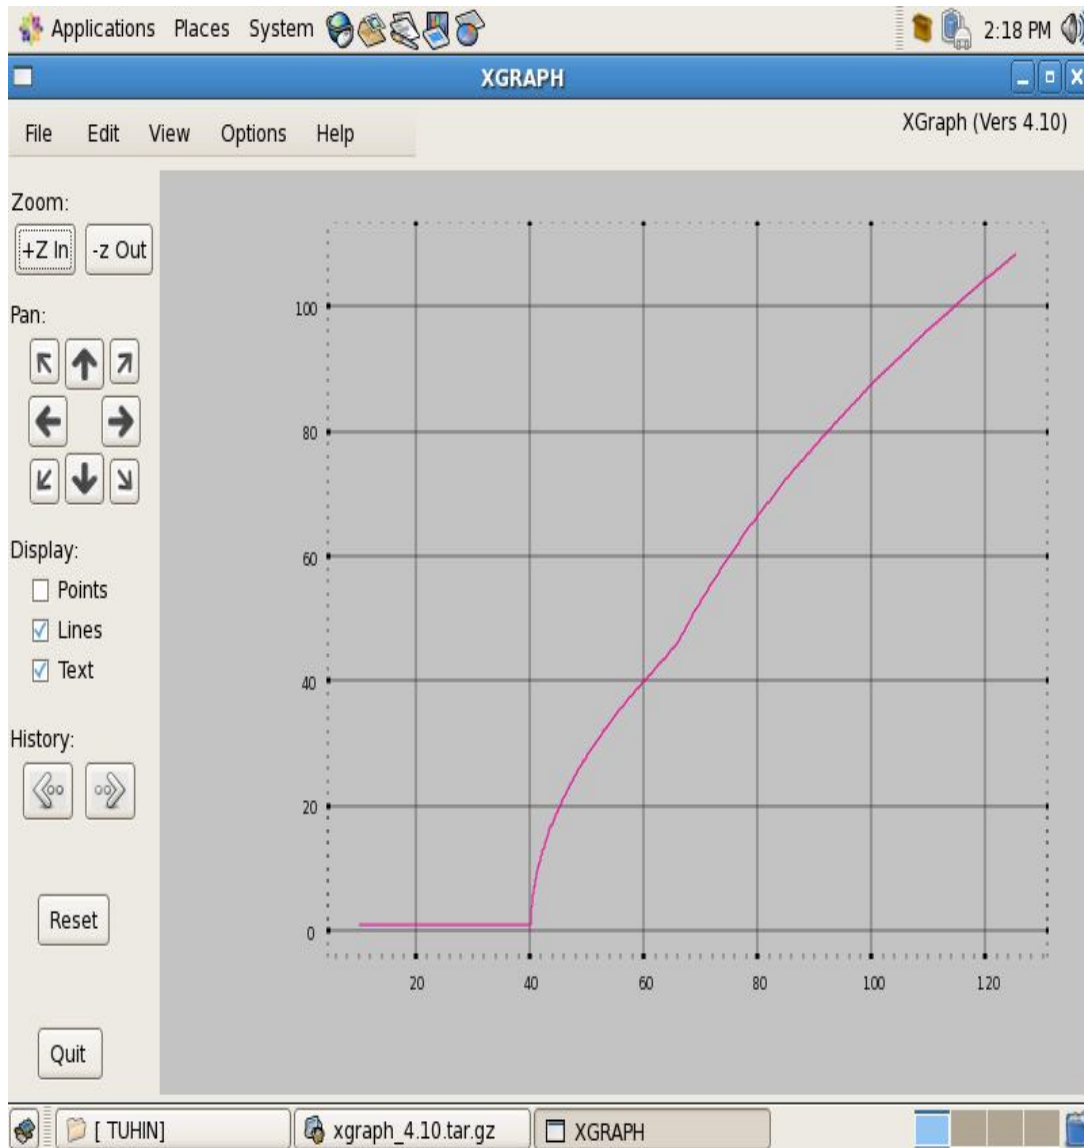 Applications Places System 2:18 PM
XGRAPH
File Edit View Options Help
XGraph (Vers 4.10)
Zoom:
+Z In -z Out
Pan:
Display:
Points
Lines
Text
History:
Reset
Quit
100
80
60
40
20
0
20 40 60 80 100 120
[ TUHIN] xgraph_4.10.tar.gz XGRAPH